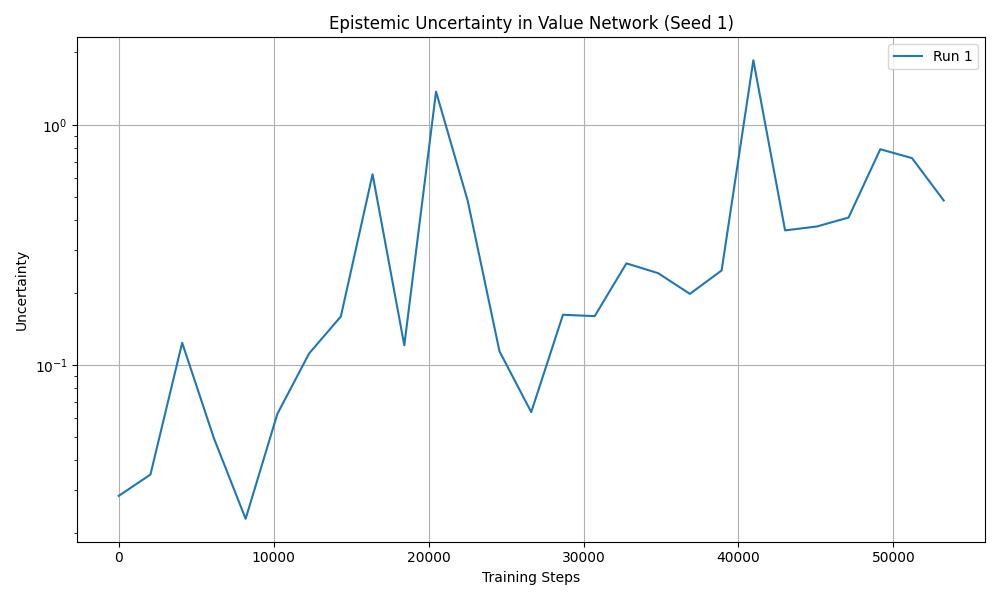 Epistemic Uncertainty in Value Network (Seed 1)
Run 1
Uncertainty
10⁰
10⁻¹
0 10000 20000 30000 40000 50000
Training Steps